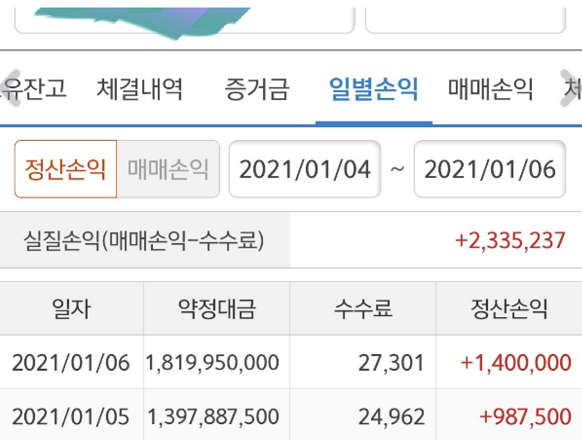 유잔고 체결내역 증거금 일별손익 매매손익
정산손익 매매손익 2021/01/04 ~ 2021/01/06
실질손익(매매손익-수수료) +2,335,237
일자 약정대금 수수료 정산손익
2021/01/06 1,819,950,000 27,301 +1,400,000
2021/01/05 1,397,887,500 24,962 +987,500